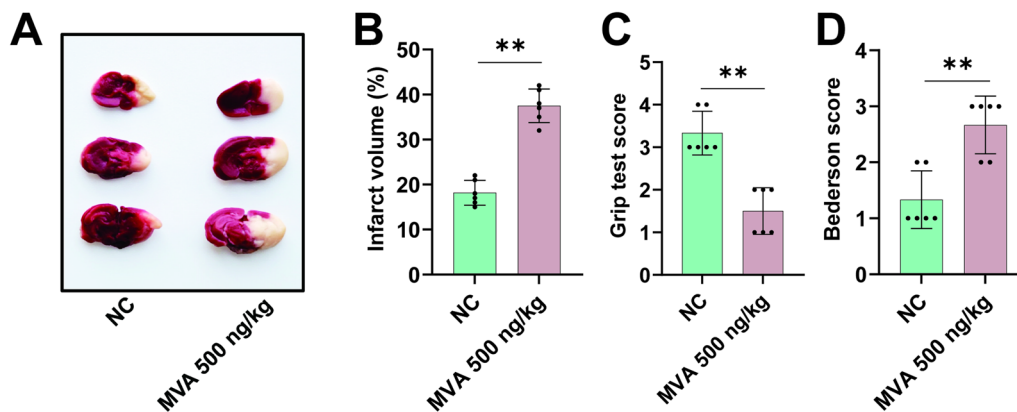 A
NC
MVA 500 ng/kg
B
Infarct volume (%)
50
40
30
20
10
0
**
NC
MVA 500 ng/kg
C
Grip test score
5
4
3
2
1
0
**
NC
MVA 500 ng/kg
D
Bederson score
4
3
2
1
0
**
NC
MVA 500 ng/kg